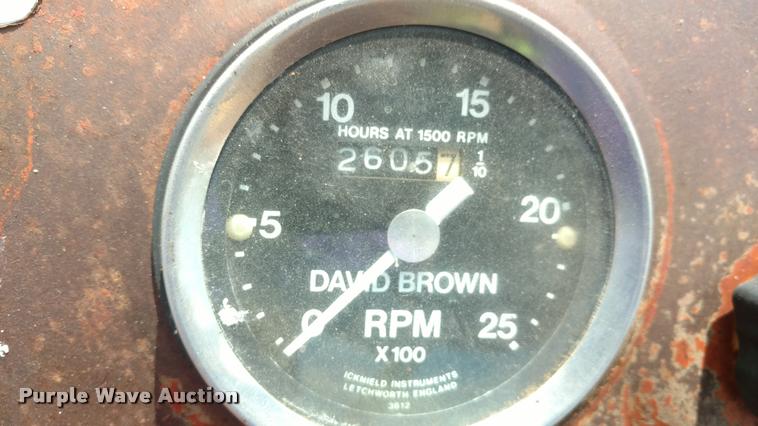 10 15
HOURS AT 1500 RPM
26057 1/10
5 20
DAVID BROWN
0 RPM 25
X100
ICKNIELD INSTRUMENTS
LETCHWORTH ENGLAND
3612
Purple Wave Auction